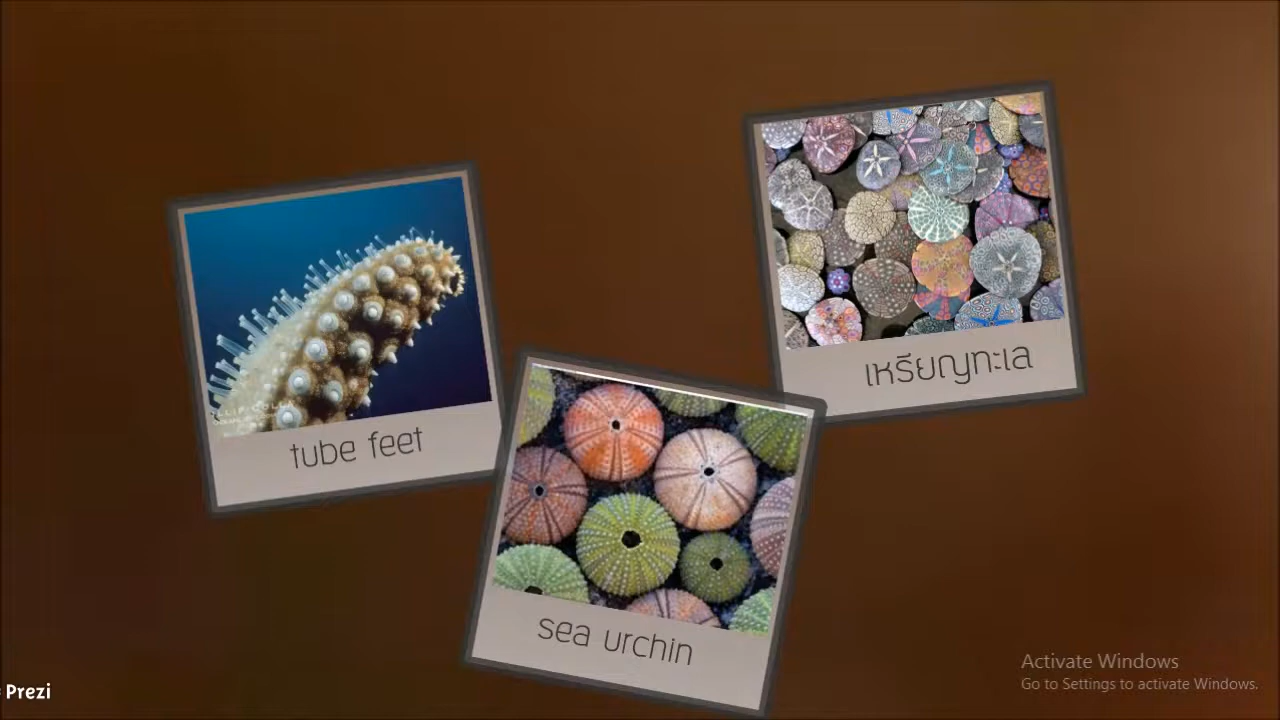 เหรียญทะเล
tube feet
sea urchin
Activate Windows
Go to Settings to activate Windows.
Prezi